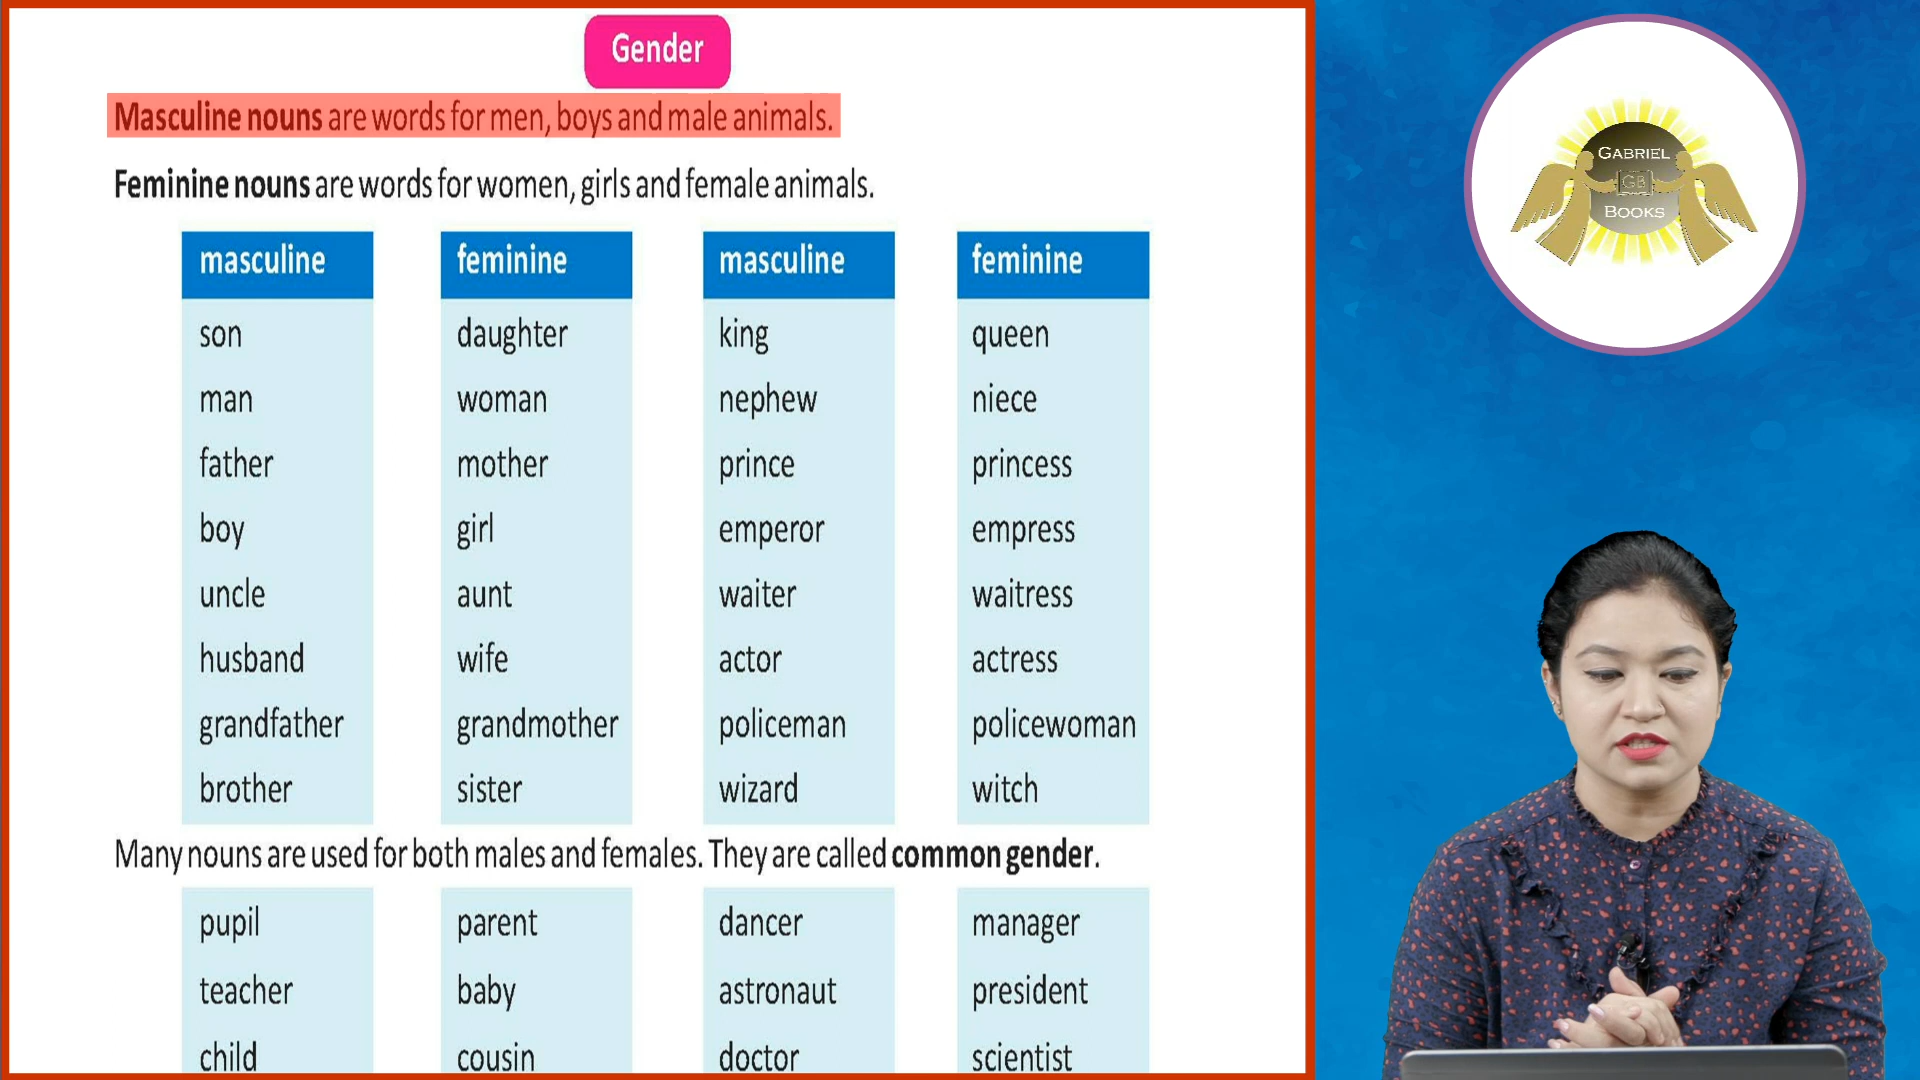 Gender
Masculine nouns are words for men, boys and male animals.
Feminine nouns are words for women, girls and female animals.
masculine feminine masculine feminine
son daughter king queen
man woman nephew niece
father mother prince princess
boy girl emperor empress
uncle aunt waiter waitress
husband wife actor actress
grandfather grandmother policeman policewoman
brother sister wizard witch
Many nouns are used for both males and females. They are called common gender.
pupil parent dancer manager
teacher baby astronaut president
child cousin doctor scientist
GABRIEL
GB
BOOKS